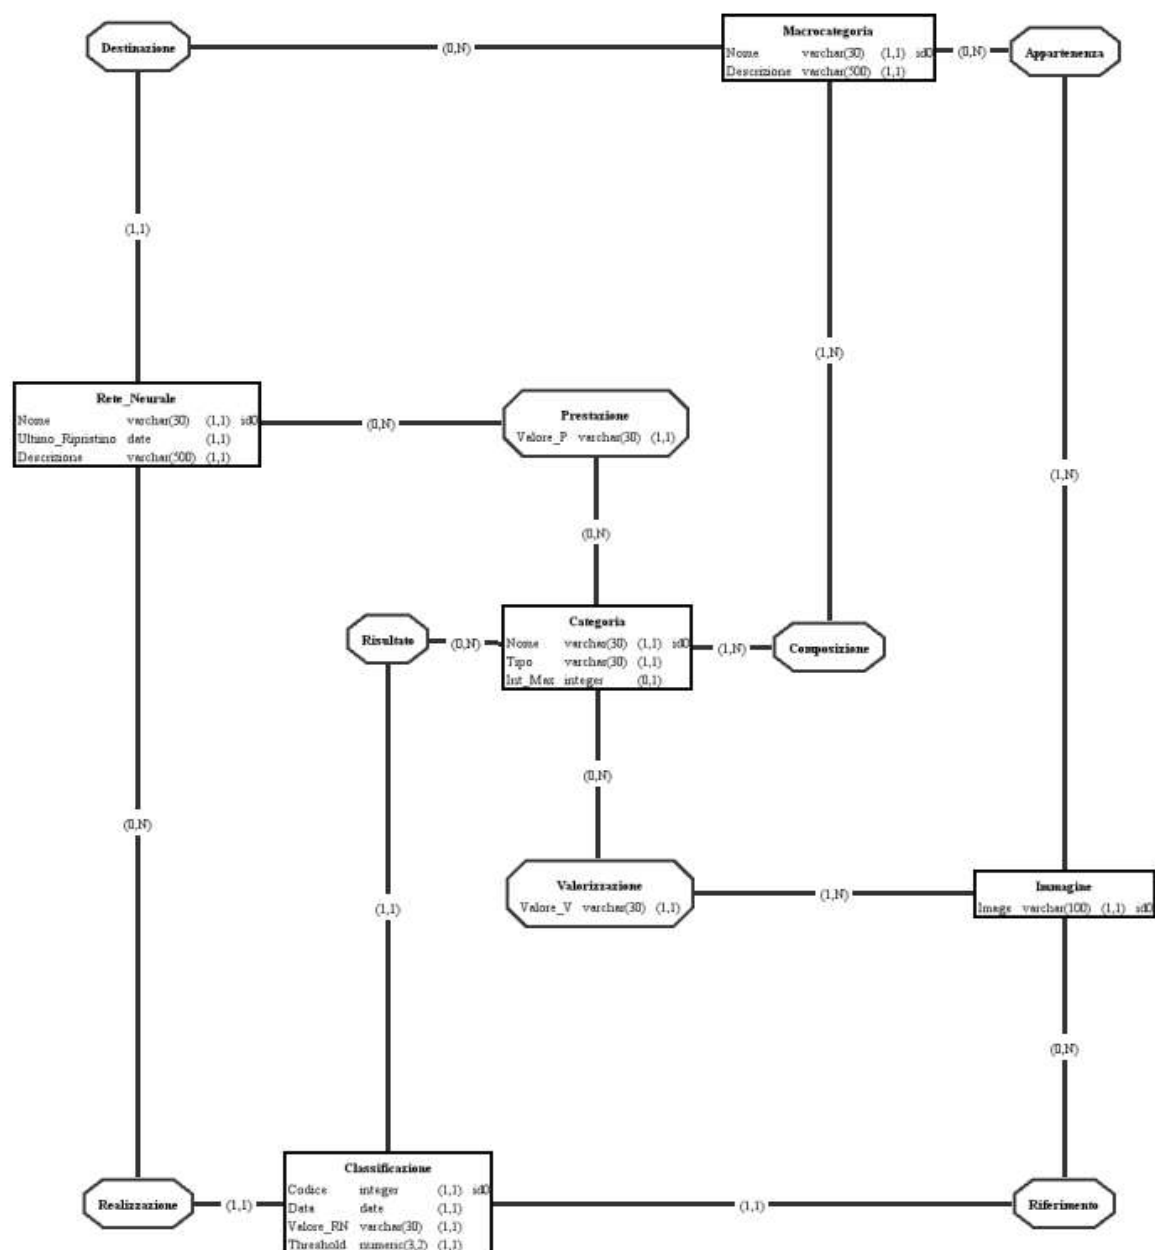 Destinazione
(0,N)
Macrocategoria
Nome varchar(30) (1,1) id0
Descrizione varchar(500) (1,1)
(0,N)
Appartenenza
(1,1)
(1,N)
Rete_Neurale
Nome varchar(30) (1,1) id0
Ultimo_Ripristino date (1,1)
Descrizione varchar(500) (1,1)
(0,N)
Prestazione
Valore_P varchar(30) (1,1)
(1,N)
(0,N)
Risultato
(0,N)
Categoria
Nome varchar(30) (1,1) id0
Tipo varchar(30) (1,1)
Int_Max integer (0,1)
(1,N)
Composizione
(0,N)
(0,N)
Valorizzazione
Valore_V varchar(30) (1,1)
(1,N)
Immagine
Image varchar(100) (1,1) id0
(1,1)
(0,N)
Realizzazione
(1,1)
Classificazione
Codice integer (1,1) id0
Data date (1,1)
Valore_RN varchar(30) (1,1)
Threshold numeric(3,2) (1,1)
(1,1)
Riferimento